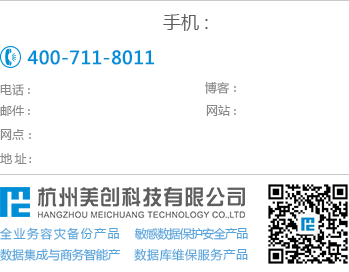 手机：
400-711-8011
电话： 博客：
邮件： 网站：
网点：
地 址：
杭州美创科技有限公司
HANGZHOU MEICHUANG TECHNOLOGY CO.,LTD
全业务容灾备份产品 敏感数据保护安全产品
数据集成与商务智能产 数据库维保服务产品